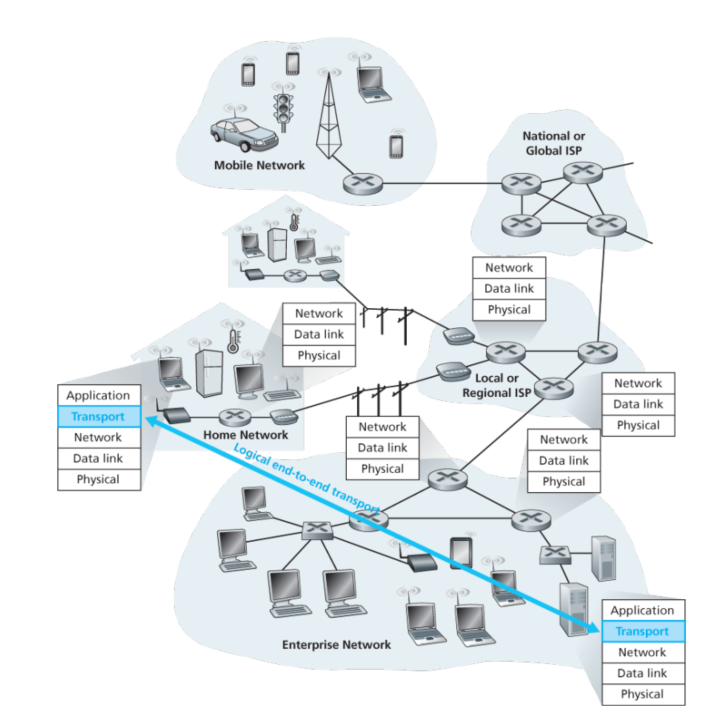 National or
Global ISP
Mobile Network
Network
Data link
Physical
Network
Data link
Physical
Local or
Regional ISP
Network
Data link
Physical
Application
Transport
Network
Data link
Physical
Home Network
Network
Data link
Physical
Network
Data link
Physical
Logical end-to-end transport
Enterprise Network
Application
Transport
Network
Data link
Physical